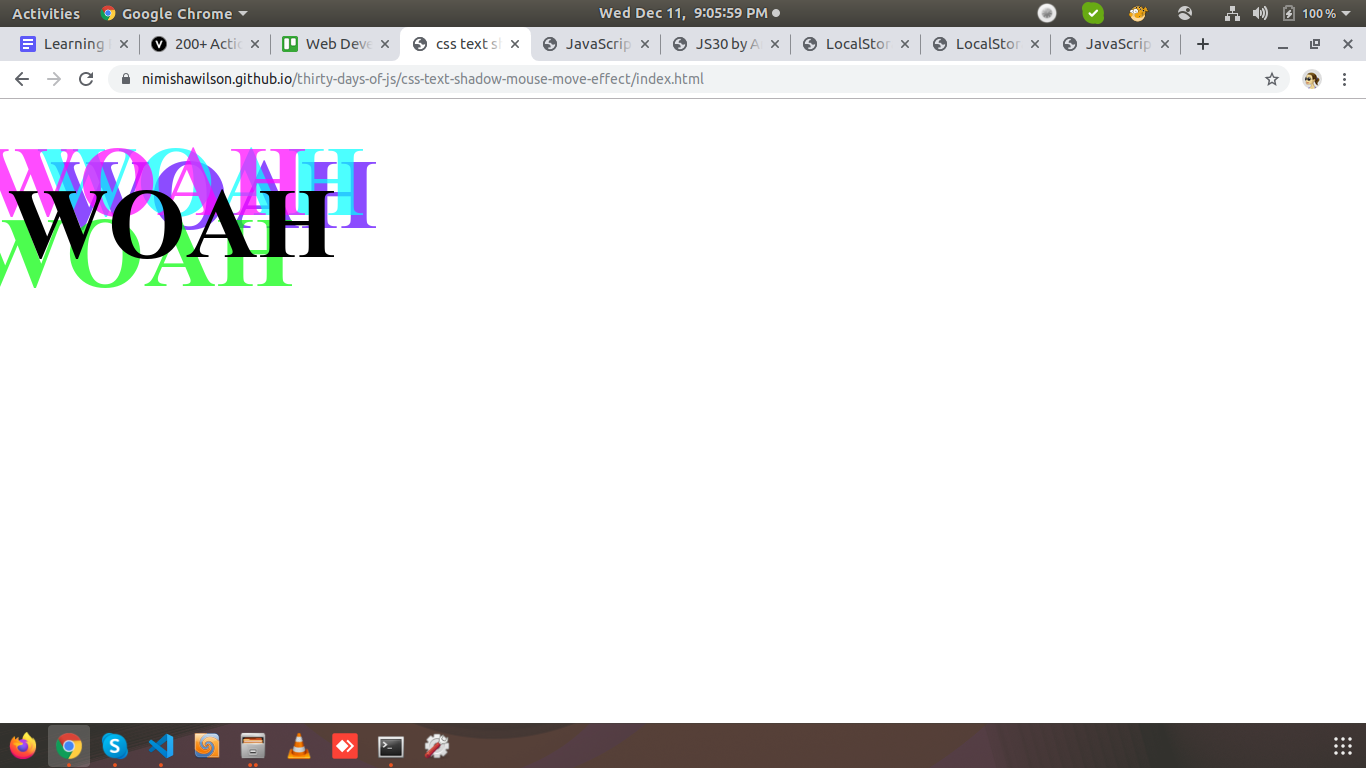 Activities Google Chrome Wed Dec 11, 9:05:59 PM 100 %
Learning 200+ Actio Web Deve css text s JavaScrip JS30 by A LocalStor LocalStor JavaScrip
nimishawilson.github.io/thirty-days-of-js/css-text-shadow-mouse-move-effect/index.html
WOAH WOAH
WOAH
WOAH
WOAH